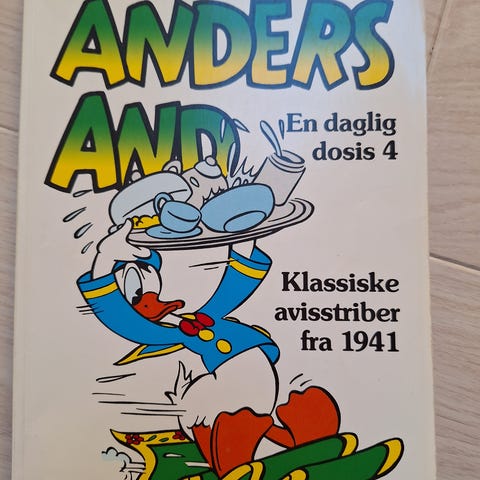 ANDERS
AND
En daglig
dosis 4
Klassiske
avisstriber
fra 1941